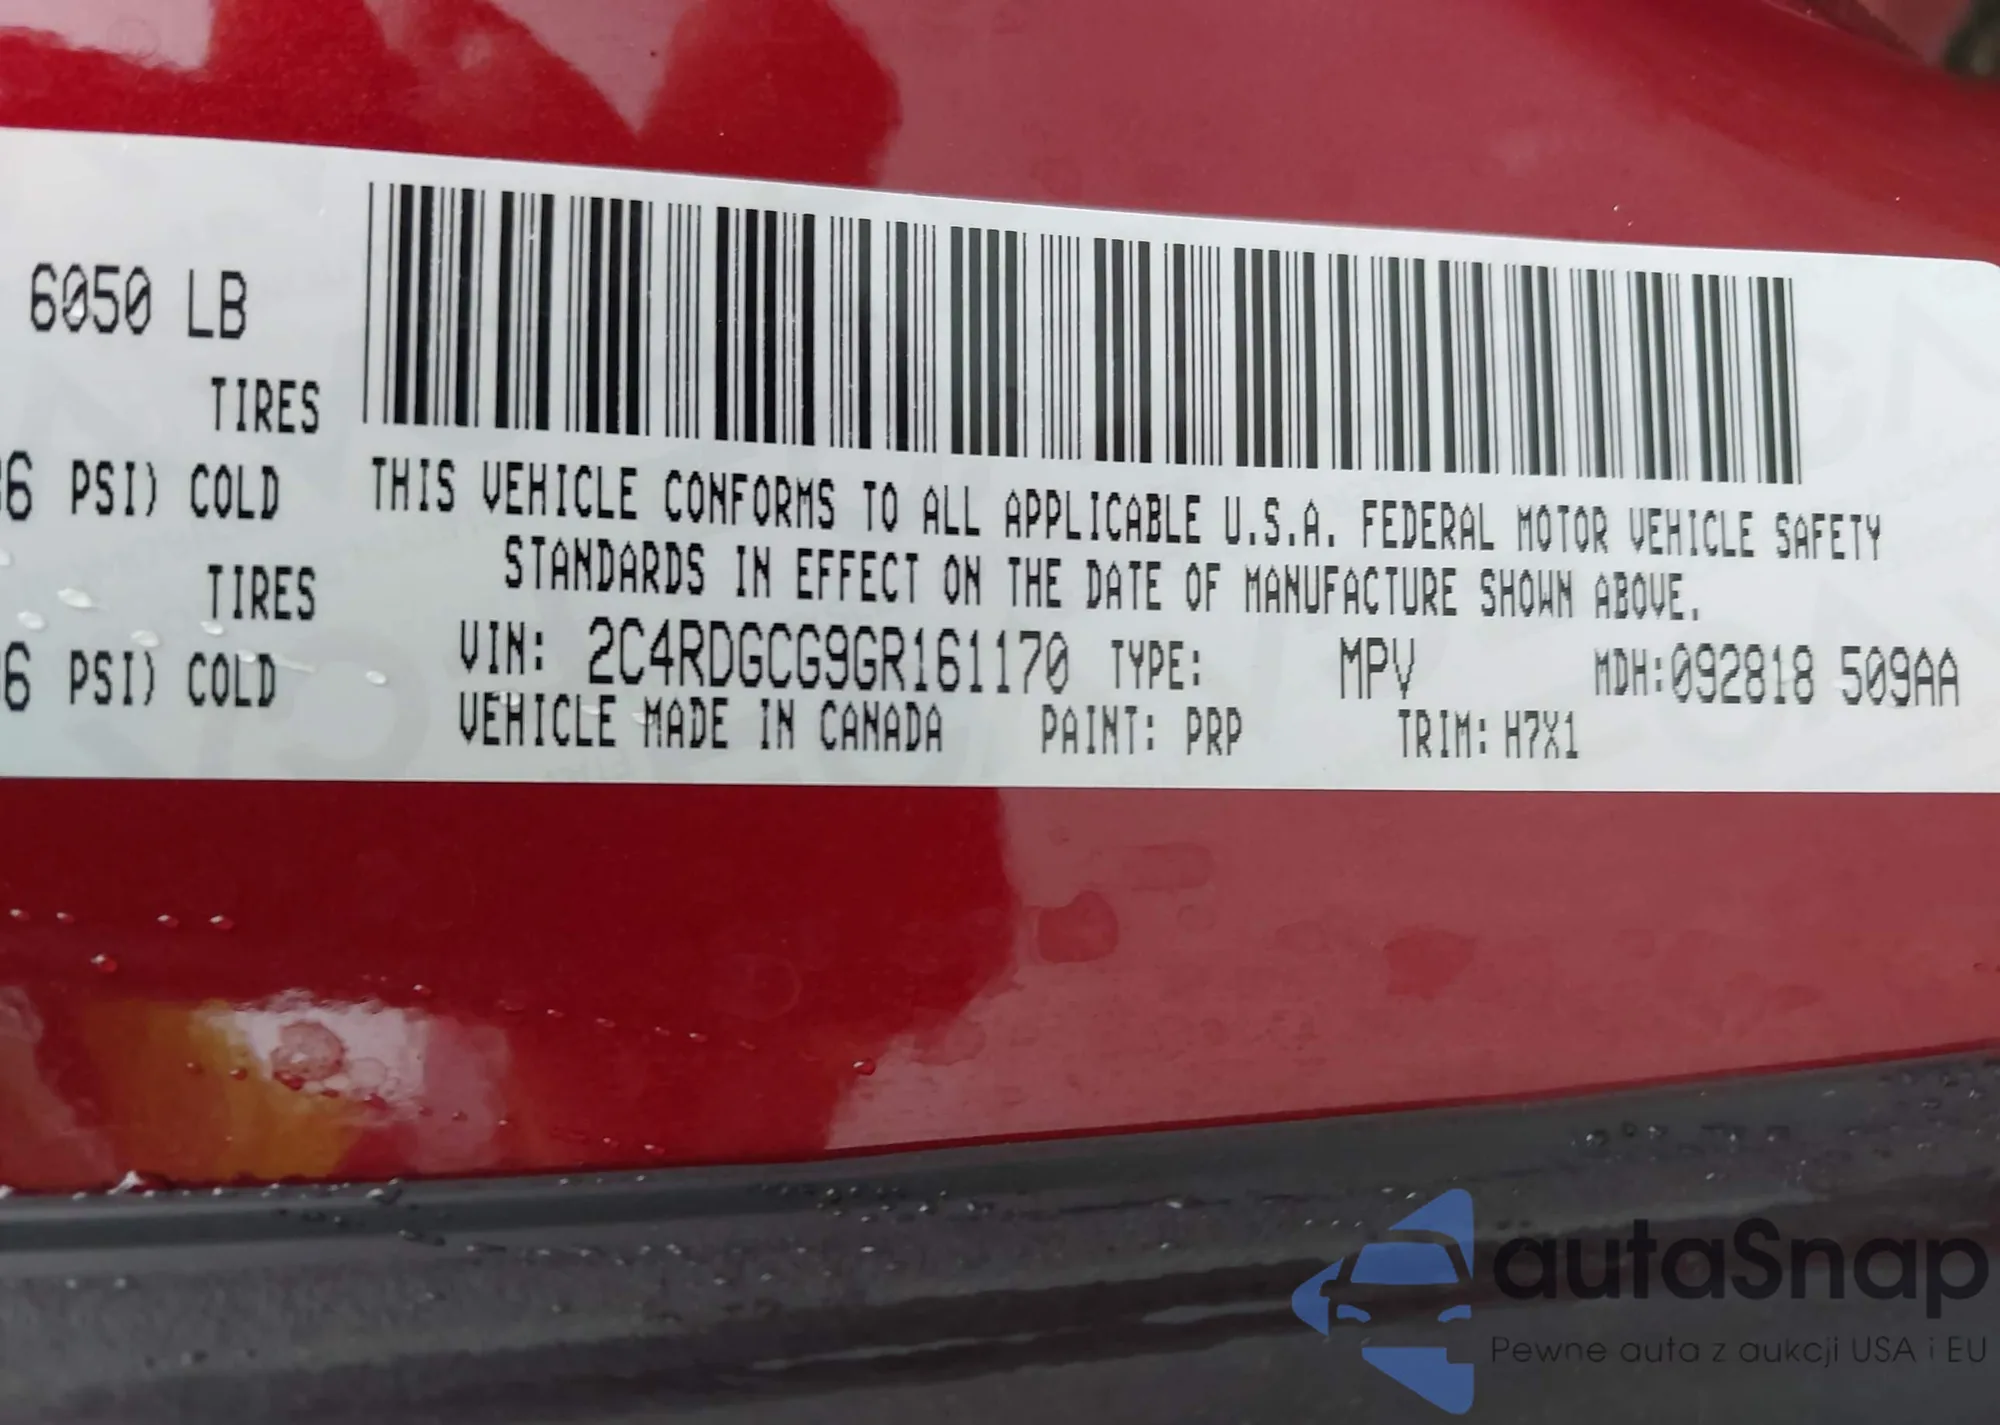 6050 LB
TIRES
6 PSI) COLD
TIRES
6 PSI) COLD
THIS VEHICLE CONFORMS TO ALL APPLICABLE U.S.A. FEDERAL MOTOR VEHICLE SAFETY
STANDARDS IN EFFECT ON THE DATE OF MANUFACTURE SHOWN ABOVE.
VIN: 2C4RDGCG9GR161170 TYPE: MPV MDH:092818 509AA
VEHICLE MADE IN CANADA PAINT: PRP TRIM: H7X1
autaSnap
Pewne auta z aukcji USA i EU